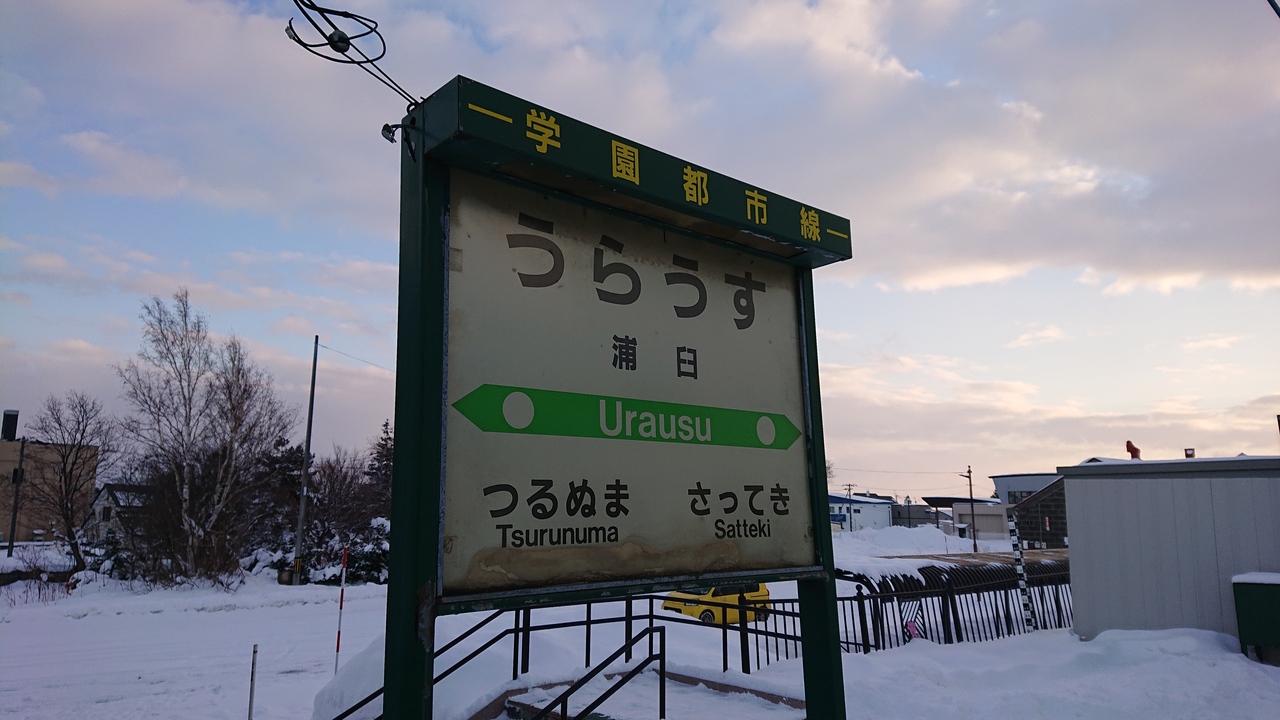 ー学園都市線ー
うらうす
浦臼
Urausu
つるぬま さってき
Tsurunuma Satteki